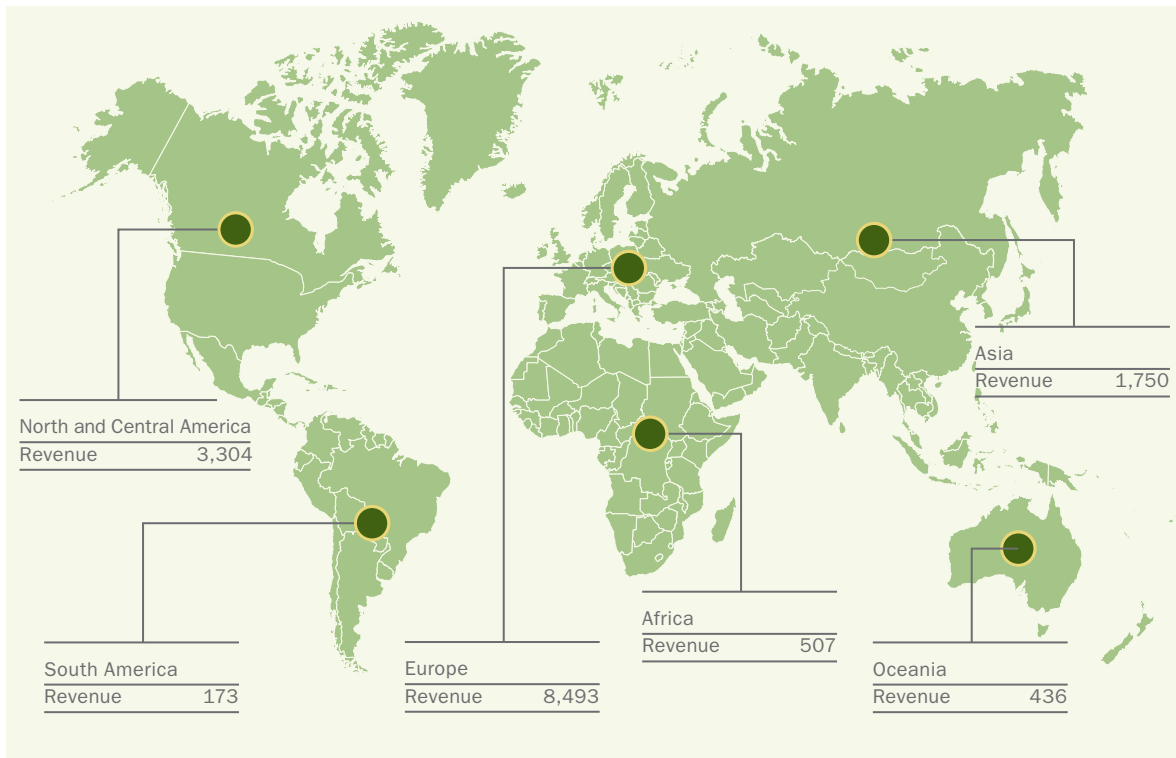 Asia
Revenue 1,750
North and Central America
Revenue 3,304
Africa
Revenue 507
South America
Revenue 173
Europe
Revenue 8,493
Oceania
Revenue 436